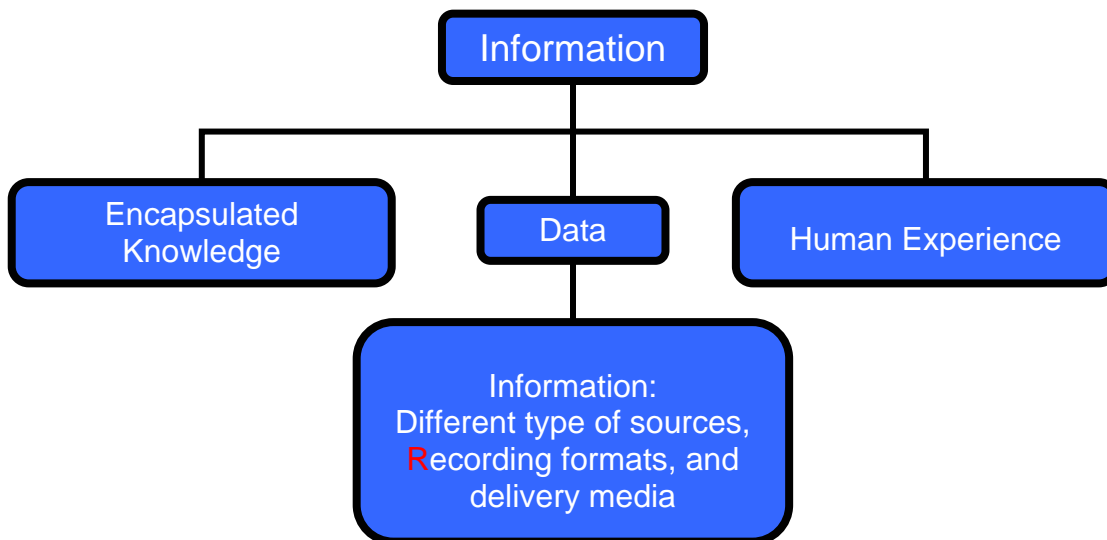 Information
Encapsulated
Knowledge
Data
Human Experience
Information:
Different type of sources,
Recording formats, and
delivery media